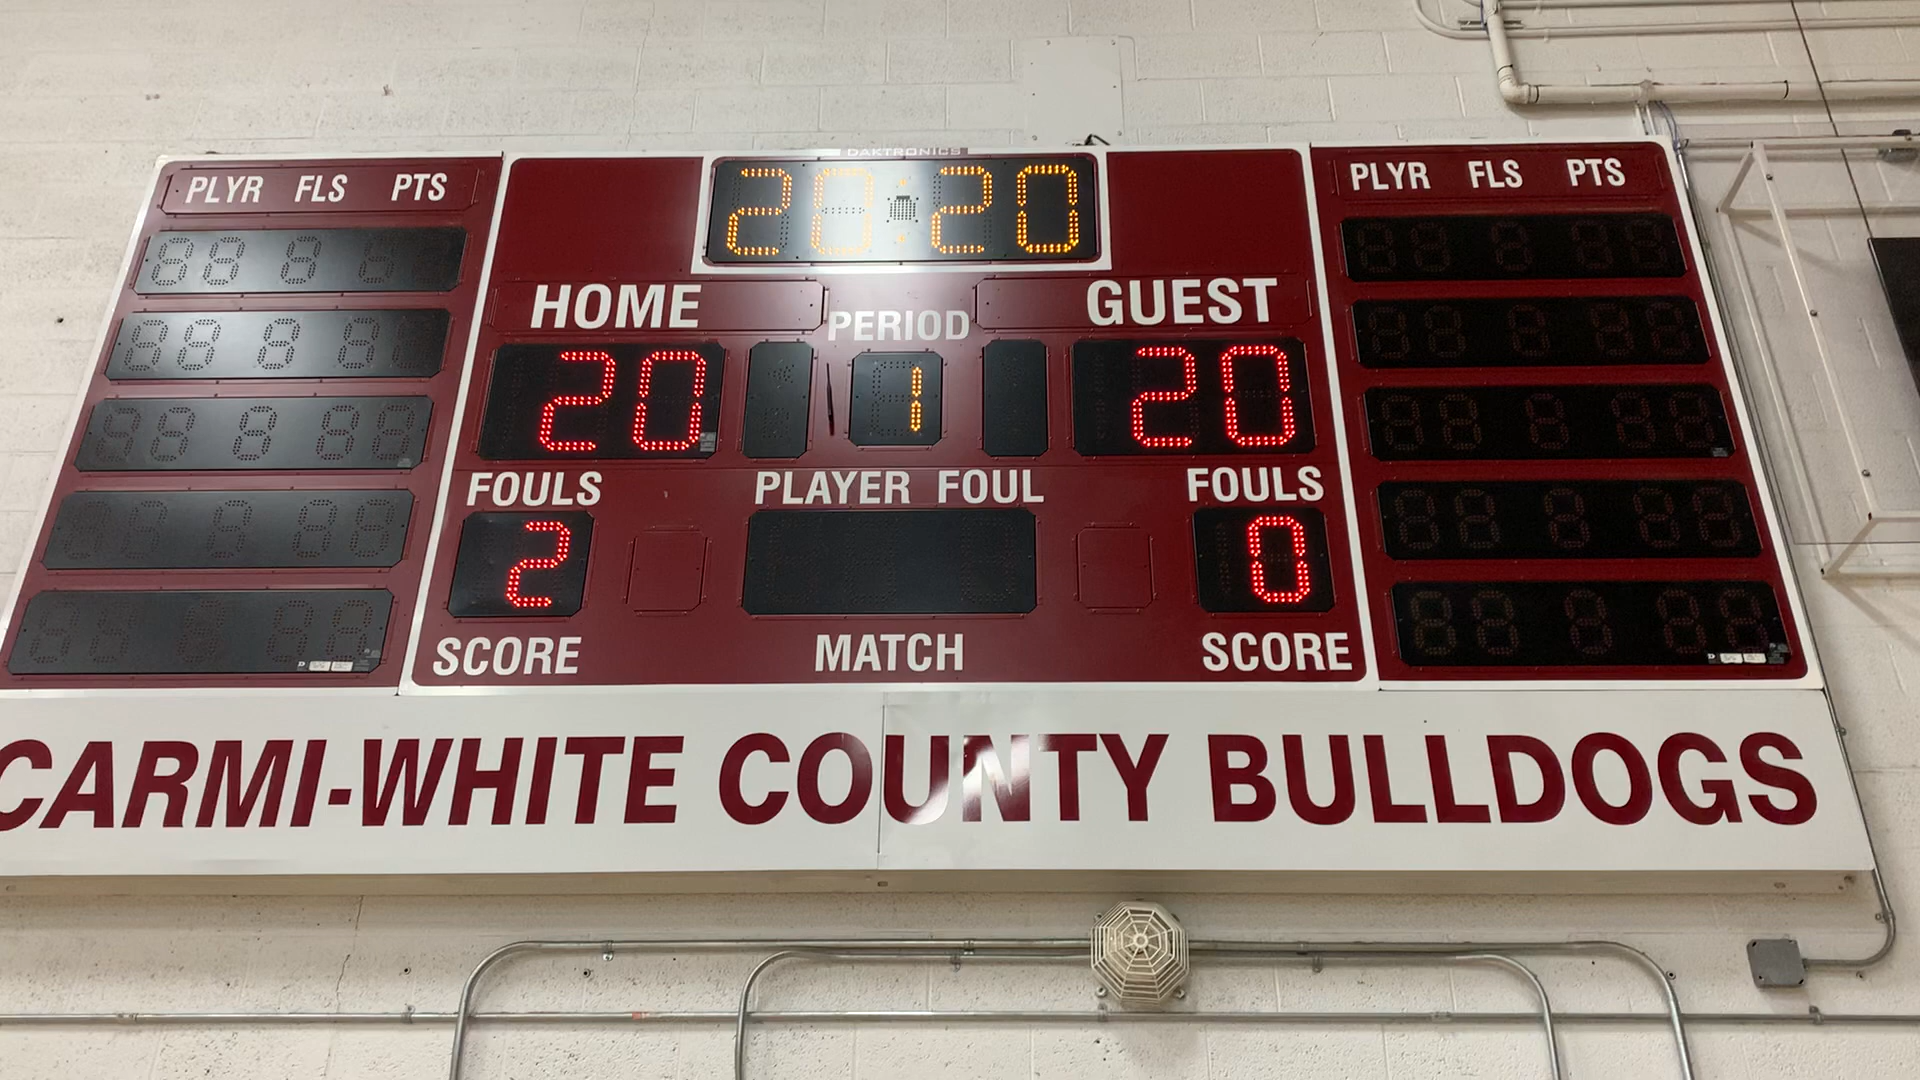 DAKTRONICS
PLYR FLS PTS
20:20
PLYR FLS PTS
HOME
PERIOD
GUEST
20
1
20
FOULS
PLAYER FOUL
FOULS
2
0
SCORE
MATCH
SCORE
CARMI-WHITE COUNTY BULLDOGS